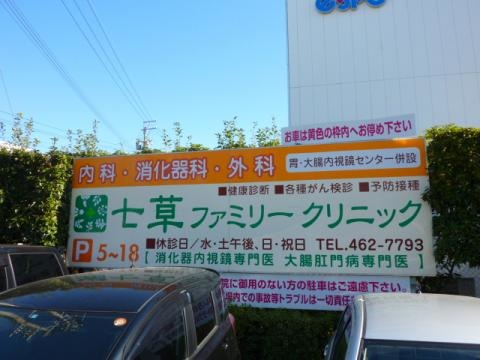 お車は黄色の枠内へお停め下さい
内科・消化器科・外科
胃・大腸内視鏡センター併設
■健康診断 ■各種がん検診 ■予防接種
七草ファミリークリニック
P 5~18
■休診日／水・土午後、日・祝日 TEL.462-7793
【 消化器内視鏡専門医 大腸肛門病専門医 】
院に御用のない方の駐車はご遠慮下さい。
場内での事故等トラブルは一切責任